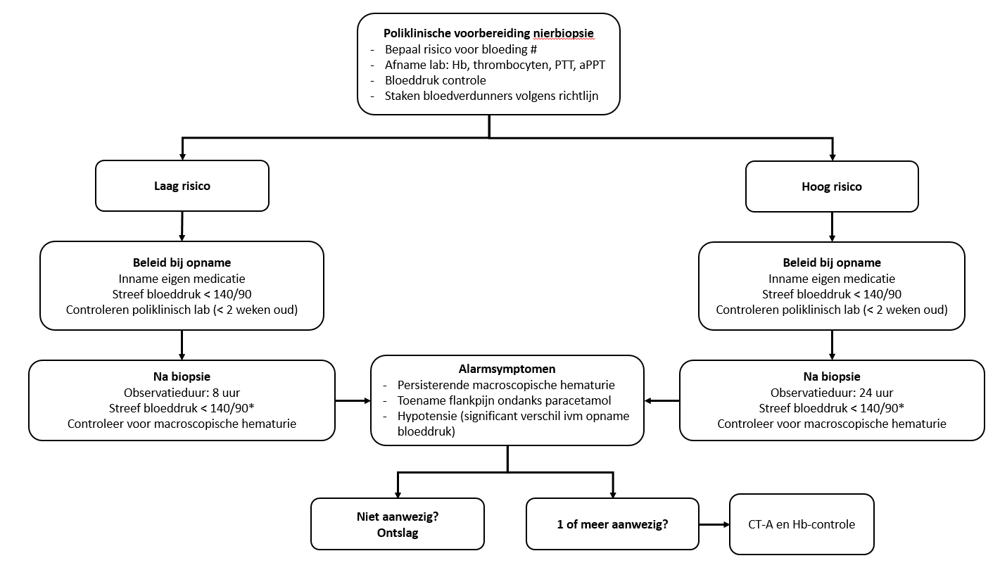 Poliklinische voorbereiding nierbiopsie
- Bepaal risico voor bloeding #
- Afname lab: Hb, thrombocyten, PTT, aPPT
- Bloeddruk controle
- Staken bloedverdunners volgens richtlijn
Laag risico
Hoog risico
Beleid bij opname
Inname eigen medicatie
Streef bloeddruk < 140/90
Controleren poliklinisch lab (< 2 weken oud)
Beleid bij opname
Inname eigen medicatie
Streef bloeddruk < 140/90
Controleren poliklinisch lab (< 2 weken oud)
Na biopsie
Observatieduur: 8 uur
Streef bloeddruk < 140/90*
Controleer voor macroscopische hematurie
Alarmsymptomen
- Persisterende macroscopische hematurie
- Toename flankpijn ondanks paracetamol
- Hypotensie (significant verschil ivm opname
bloeddruk)
Na biopsie
Observatieduur: 24 uur
Streef bloeddruk < 140/90*
Controleer voor macroscopische hematurie
Niet aanwezig?
Ontslag
1 of meer aanwezig?
CT-A en Hb-controle